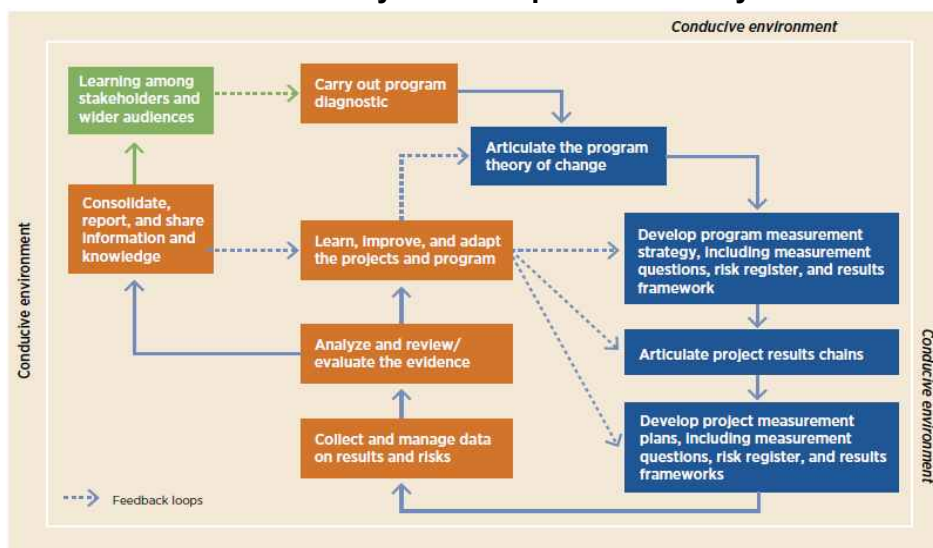 Conducive environment
Learning among
stakeholders and
wider audiences
Carry out program
diagnostic
Articulate the program
theory of change
Consolidate,
report, and share
information and
knowledge
Learn, improve, and adapt
the projects and program
Develop program measurement
strategy, including measurement
questions, risk register, and results
framework
Conducive environment
Analyze and review/
evaluate the evidence
Articulate project results chains
Conducive environment
Collect and manage data
on results and risks
Develop project measurement
plans, including measurement
questions, risk register, and results
frameworks
Feedback loops